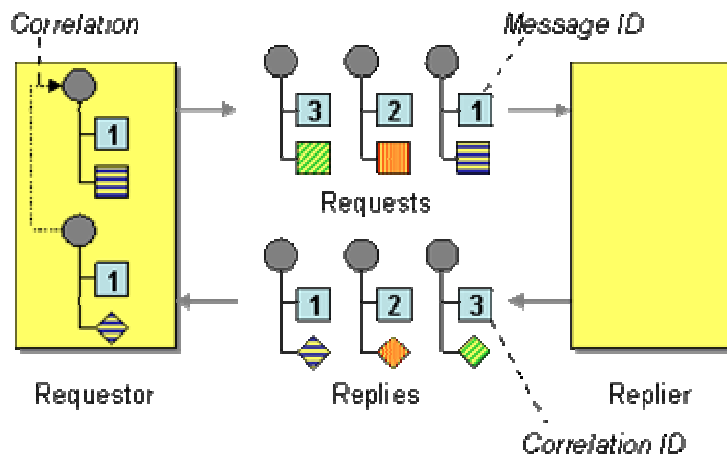 Correlation
Message ID
1
3
2
1
Requests
1
1
2
3
Requestor
Replies
Replier
Correlation ID